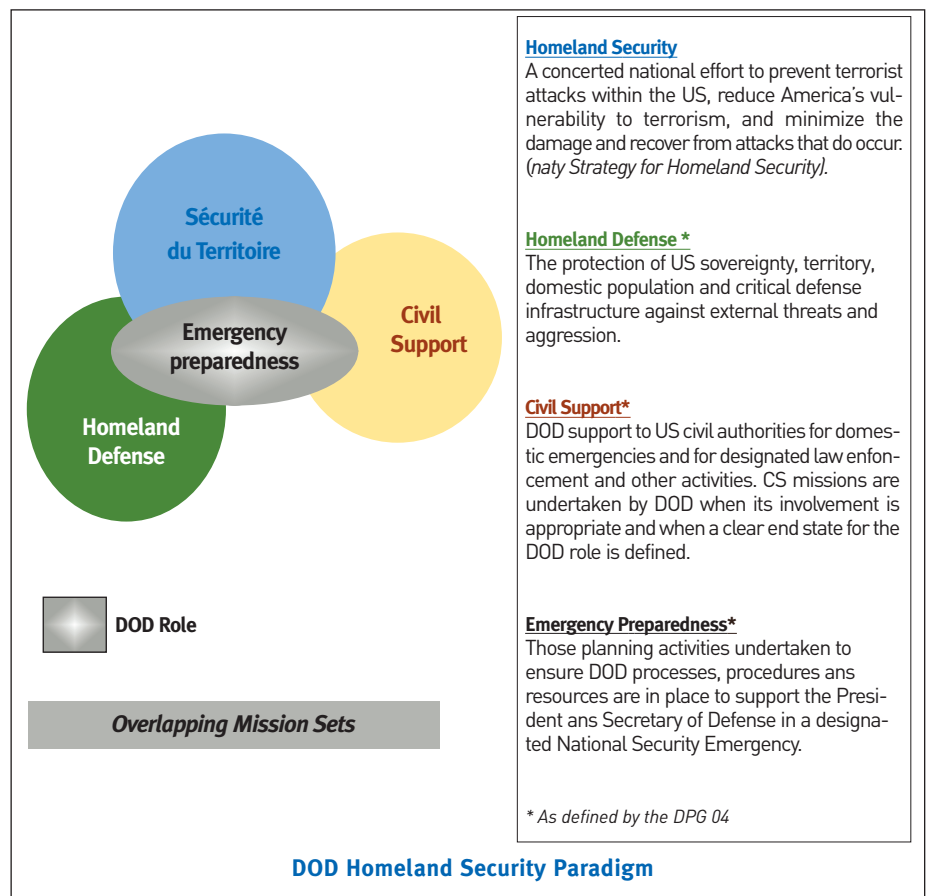 Sécurité
du Territoire
Emergency
preparedness
Civil
Support
Homeland
Defense
DOD Role
Overlapping Mission Sets
Homeland Security
A concerted national effort to prevent terrorist
attacks within the US, reduce America's vul-
nerability to terrorism, and minimize the
damage and recover from attacks that do occur.
(naty Strategy for Homeland Security).
Homeland Defense *
The protection of US sovereignty, territory,
domestic population and critical defense
infrastructure against external threats and
aggression.
Civil Support*
DOD support to US civil authorities for domes-
tic emergencies and for designated law enfon-
cement and other activities. CS missions are
undertaken by DOD when its involvement is
appropriate and when a clear end state for the
DOD role is defined.
Emergency Preparedness*
Those planning activities undertaken to
ensure DOD processes, procedures ans
resources are in place to support the Presi-
dent ans Secretary of Defense in a designa-
ted National Security Emergency.
* As defined by the DPG 04
DOD Homeland Security Paradigm